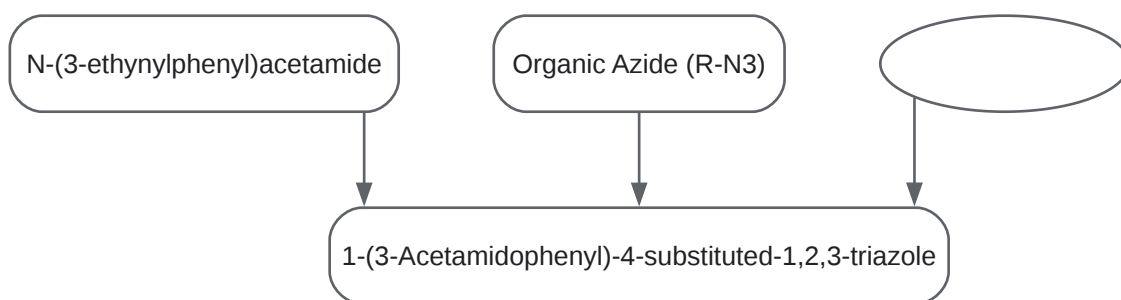 N-(3-ethynylphenyl)acetamide
Organic Azide (R-N3)
1-(3-Acetamidophenyl)-4-substituted-1,2,3-triazole